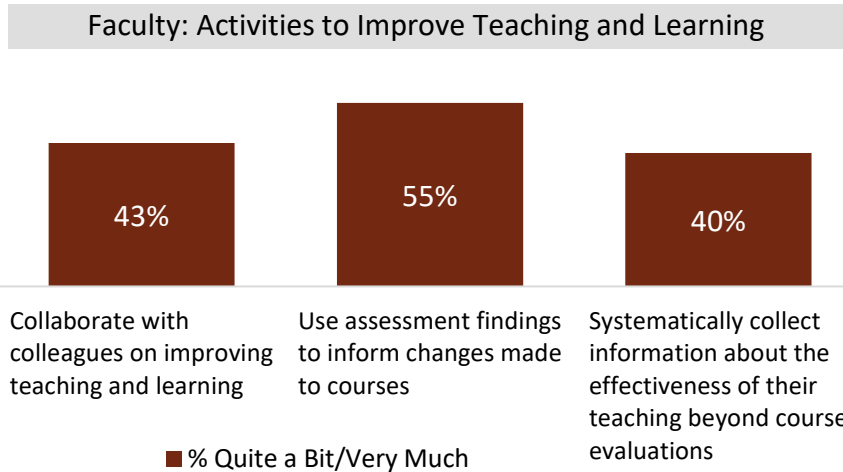 Faculty: Activities to Improve Teaching and Learning
43%
55%
40%
Collaborate with
colleagues on improving
teaching and learning
Use assessment findings
to inform changes made
to courses
Systematically collect
information about the
effectiveness of their
teaching beyond course
evaluations
% Quite a Bit/Very Much